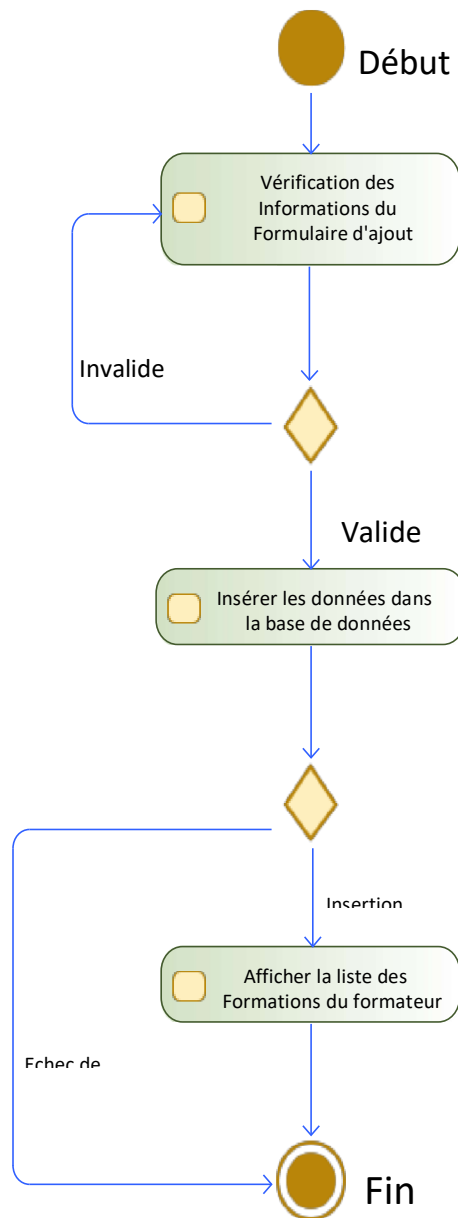 Début
Vérification des
Informations du
Formulaire d'ajout
Invalide
Valide
Insérer les données dans
la base de données
Insertion
Afficher la liste des
Formations du formateur
Echec de
Fin